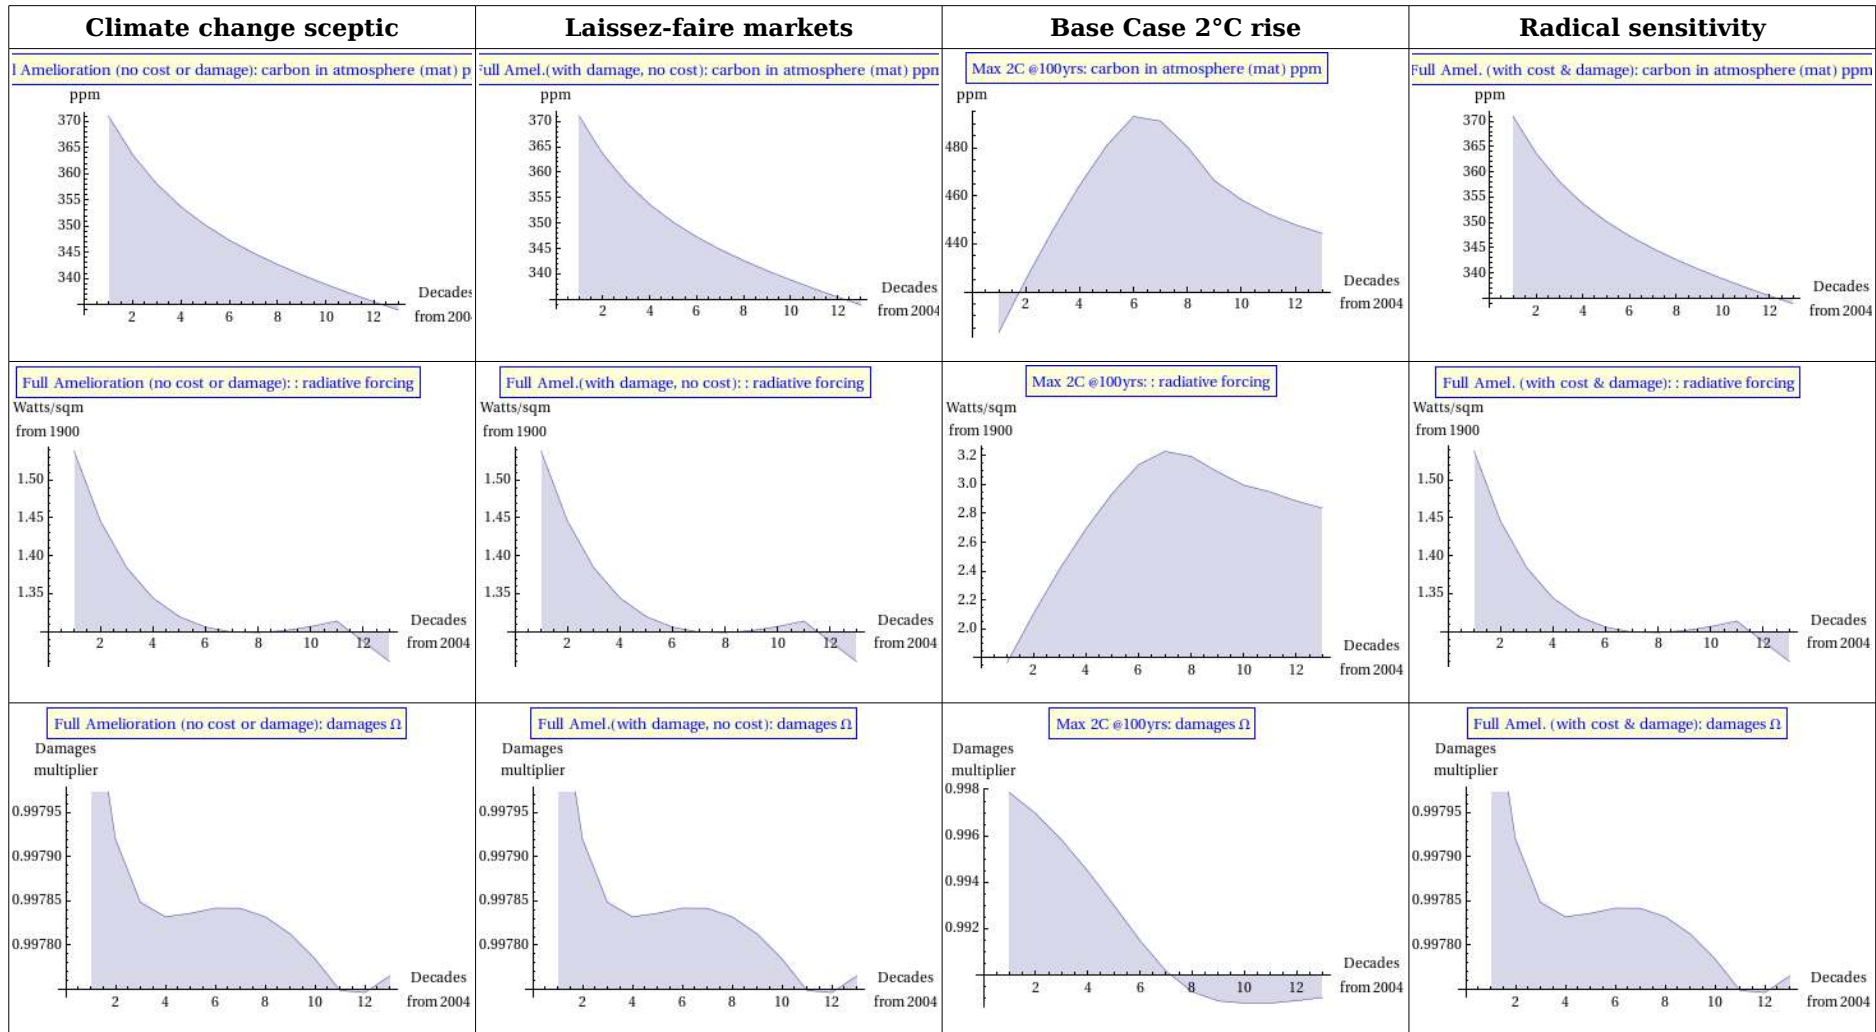 Climate change sceptic
Laissez-faire markets
Base Case 2°C rise
Radical sensitivity
l Amelioration (no cost or damage): carbon in atmosphere (mat) p
ppm
370
365
360
355
350
345
340
2 4 6 8 10 12
Decades
from 200
Full Amel.(with damage, no cost): carbon in atmosphere (mat) ppm
ppm
370
365
360
355
350
345
340
2 4 6 8 10 12
Decades
from 2004
Max 2C @100yrs: carbon in atmosphere (mat) ppm
ppm
480
460
440
2 4 6 8 10 12
Decades
from 2004
Full Amel. (with cost & damage): carbon in atmosphere (mat) ppm
ppm
370
365
360
355
350
345
340
2 4 6 8 10 12
Decades
from 2004
Full Amelioration (no cost or damage): : radiative forcing
Watts/sqm
from 1900
1.50
1.45
1.40
1.35
2 4 6 8 10 12
Decades
from 2004
Full Amel.(with damage, no cost): : radiative forcing
Watts/sqm
from 1900
1.50
1.45
1.40
1.35
2 4 6 8 10 12
Decades
from 2004
Max 2C @100yrs: : radiative forcing
Watts/sqm
from 1900
3.2
3.0
2.8
2.6
2.4
2.2
2.0
2 4 6 8 10 12
Decades
from 2004
Full Amel. (with cost & damage): : radiative forcing
Watts/sqm
from 1900
1.50
1.45
1.40
1.35
2 4 6 8 10 12
Decades
from 2004
Full Amelioration (no cost or damage): damages Ω
Damages
multiplier
0.99795
0.99790
0.99785
0.99780
2 4 6 8 10 12
Decades
from 2004
Full Amel.(with damage, no cost): damages Ω
Damages
multiplier
0.99795
0.99790
0.99785
0.99780
2 4 6 8 10 12
Decades
from 2004
Max 2C @100yrs: damages Ω
Damages
multiplier
0.998
0.996
0.994
0.992
2 4 6 8 10 12
Decades
from 2004
Full Amel. (with cost & damage): damages Ω
Damages
multiplier
0.99795
0.99790
0.99785
0.99780
2 4 6 8 10 12
Decades
from 2004